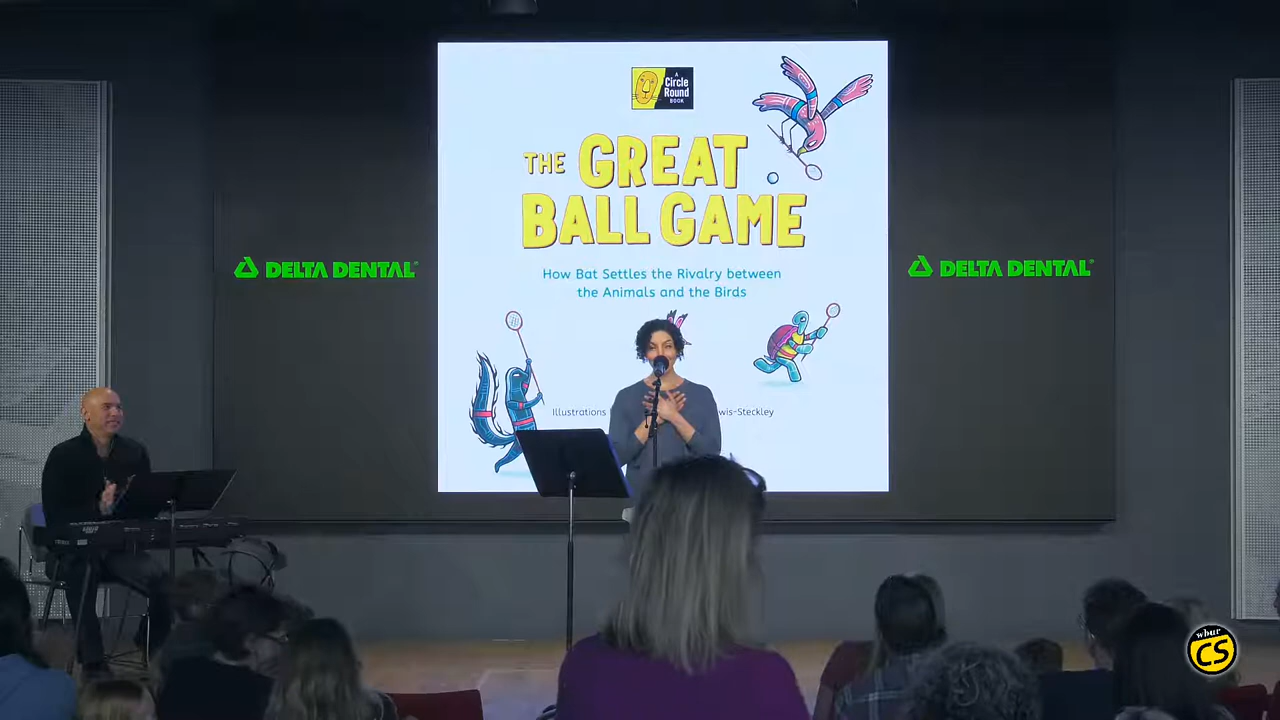 A
Circle
Round
BOOK
THE GREAT
BALL GAME
How Bat Settles the Rivalry between
the Animals and the Birds
DELTA DENTAL®
DELTA DENTAL®
Illustrations
wis-Steckley
wbur
CS